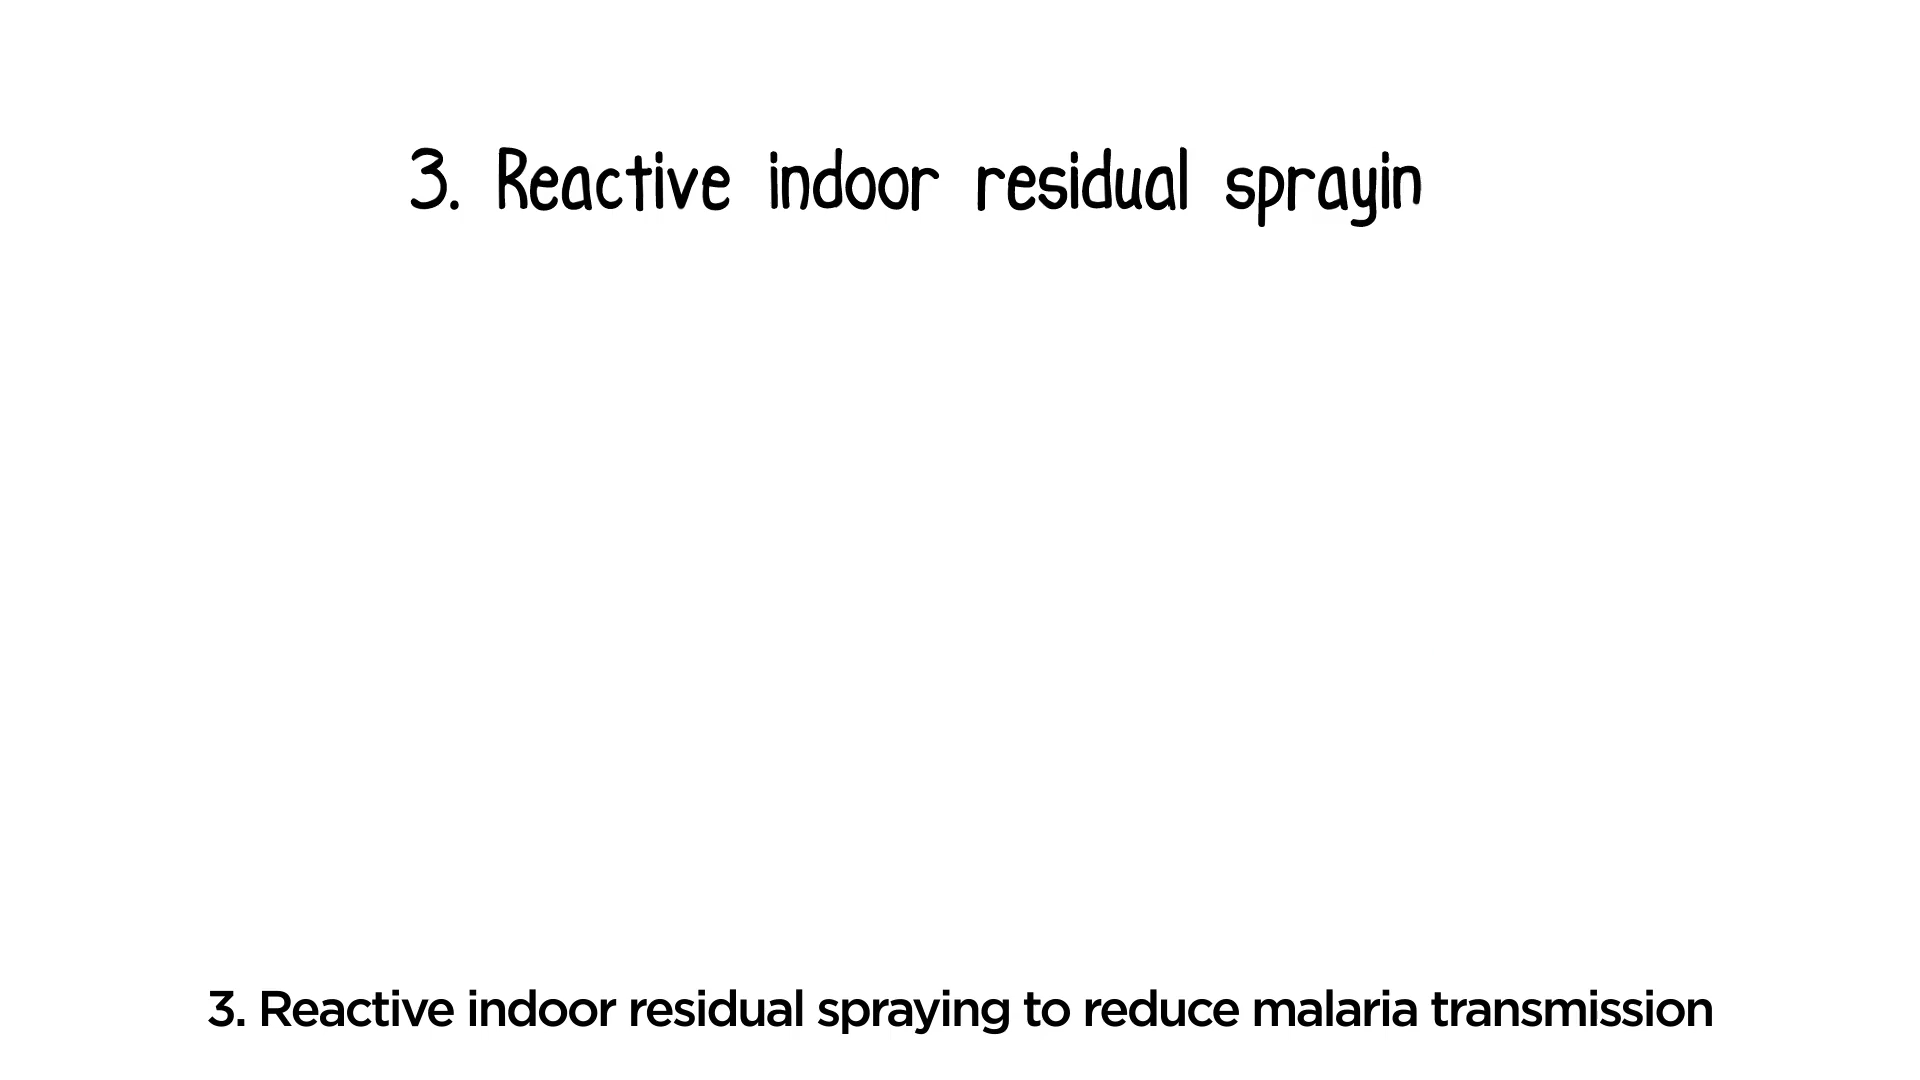 3. Reactive indoor residual sprayin
3. Reactive indoor residual spraying to reduce malaria transmission